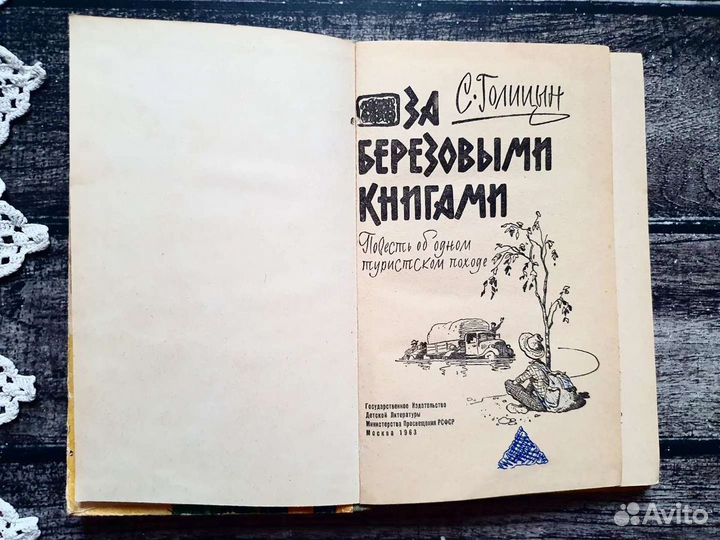 С. Голицын
ЗА
БЕРЕЗОВЫМИ
КНИГАМИ
Повесть об одном
туристском походе
Государственное Издательство
Детской Литературы
Министерства Просвещения РСФСР
Москва 1963
Avito